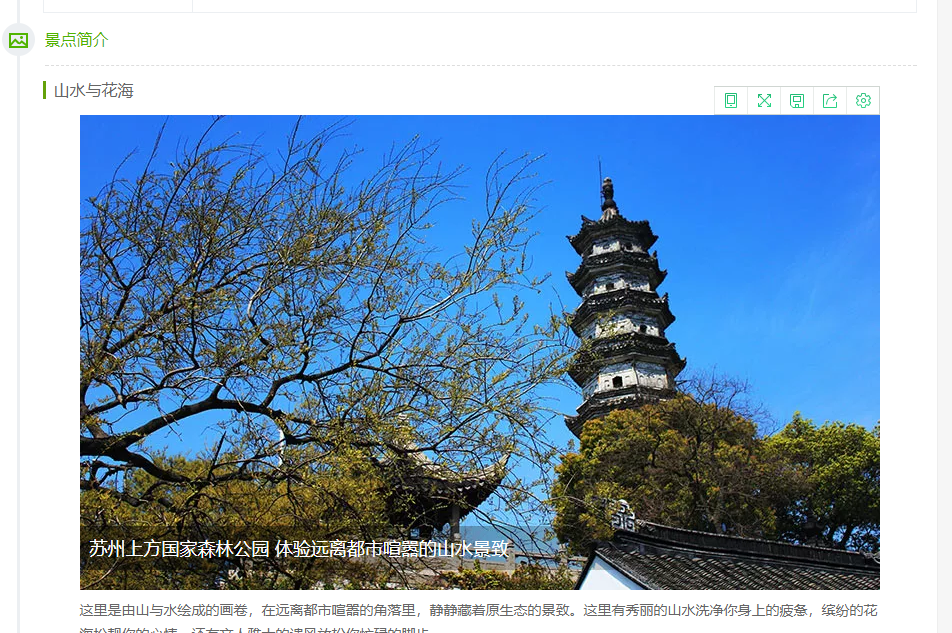 景点简介
山水与花海
苏州上方国家森林公园 体验远离都市喧嚣的山水景致
这里是由山与水绘成的画卷，在远离都市喧嚣的角落里，静静藏着原生态的景致。这里有秀丽的山水洗净你身上的疲惫，缤纷的花